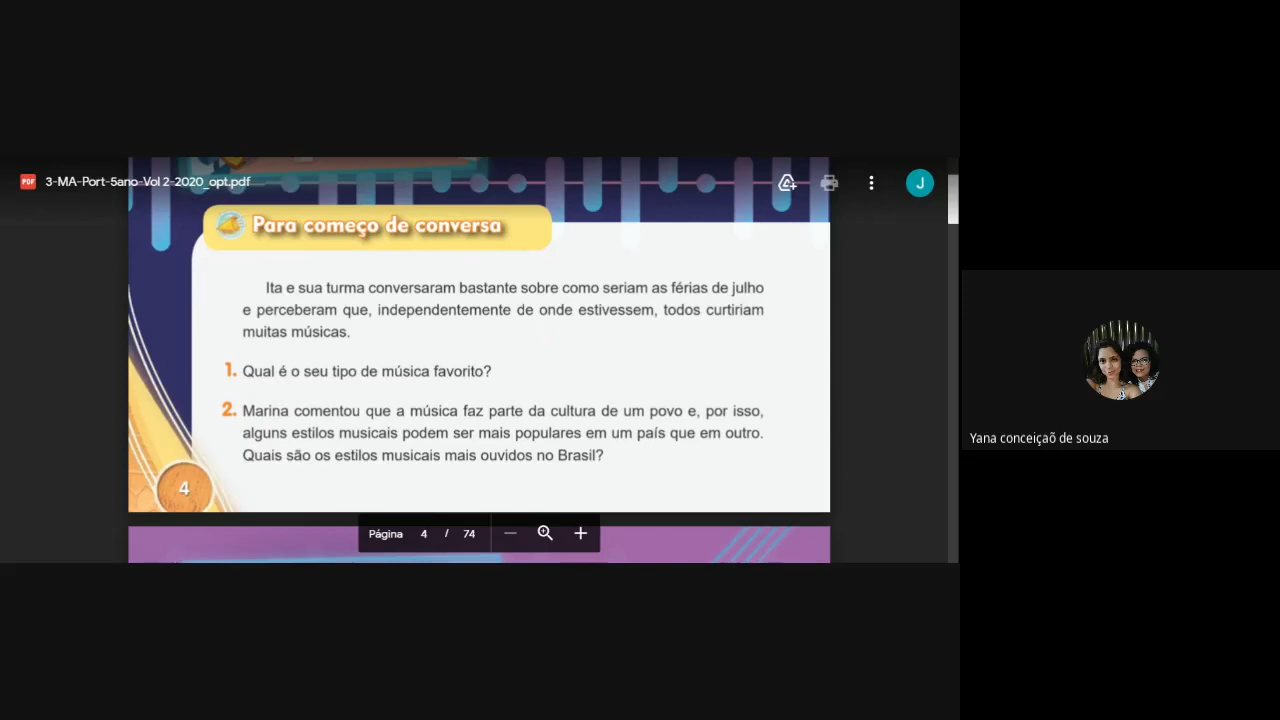 3-MA-Port-5ano-Vol 2-2020_opt.pdf
J
Para começo de conversa
Ita e sua turma conversaram bastante sobre como seriam as férias de julho
e perceberam que, independentemente de onde estivessem, todos curtiriam
muitas músicas.
1. Qual é o seu tipo de música favorito?
2. Marina comentou que a música faz parte da cultura de um povo e, por isso,
alguns estilos musicais podem ser mais populares em um país que em outro.
Quais são os estilos musicais mais ouvidos no Brasil?
4
Página 4 / 74
Yana conceiçaõ de souza